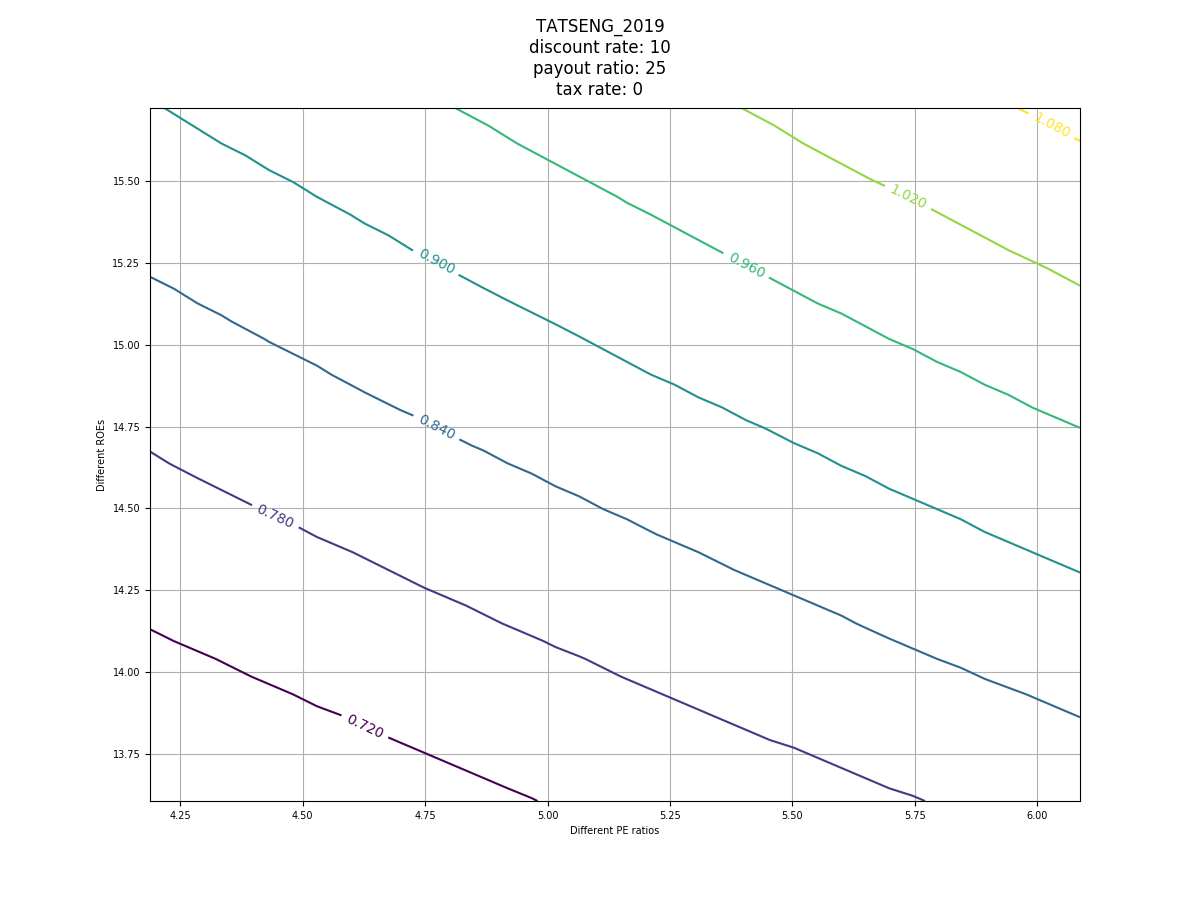 TATSENG_2019
discount rate: 10
payout ratio: 25
tax rate: 0
1.080
15.50
1.020
15.25
0.900
0.960
15.00
14.75
0.840
Different ROEs
14.50
0.780
14.25
14.00
0.720
13.75
4.25 4.50 4.75 5.00 5.25 5.50 5.75 6.00
Different PE ratios